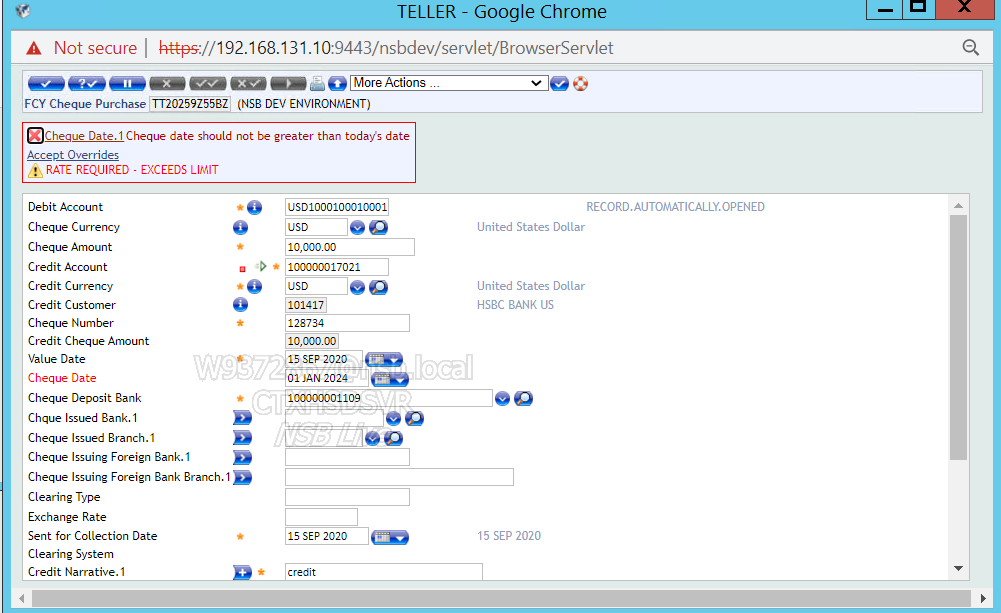 TELLER - Google Chrome
Not secure | https://192.168.131.10:9443/nsbdev/servlet/BrowserServlet
More Actions ...
FCY Cheque Purchase TT20259Z55BZ (NSB DEV ENVIRONMENT)
Cheque Date.1 Cheque date should not be greater than today's date
Accept Overrides
RATE REQUIRED - EXCEEDS LIMIT
Debit Account USD1000100010001 RECORD.AUTOMATICALLY.OPENED
Cheque Currency USD United States Dollar
Cheque Amount 10,000.00
Credit Account 100000017021
Credit Currency USD United States Dollar
Credit Customer 101417 HSBC BANK US
Cheque Number 128734
Credit Cheque Amount 10,000.00
Value Date 15 SEP 2020
Cheque Date 01 JAN 2024
Cheque Deposit Bank 100000001109
CTXHSDSVR
Chque Issued Bank.1
Cheque Issued Branch.1
Cheque Issuing Foreign Bank.1
Cheque Issuing Foreign Bank Branch.1
Clearing Type
Exchange Rate
Sent for Collection Date 15 SEP 2020 15 SEP 2020
Clearing System
Credit Narrative.1 credit